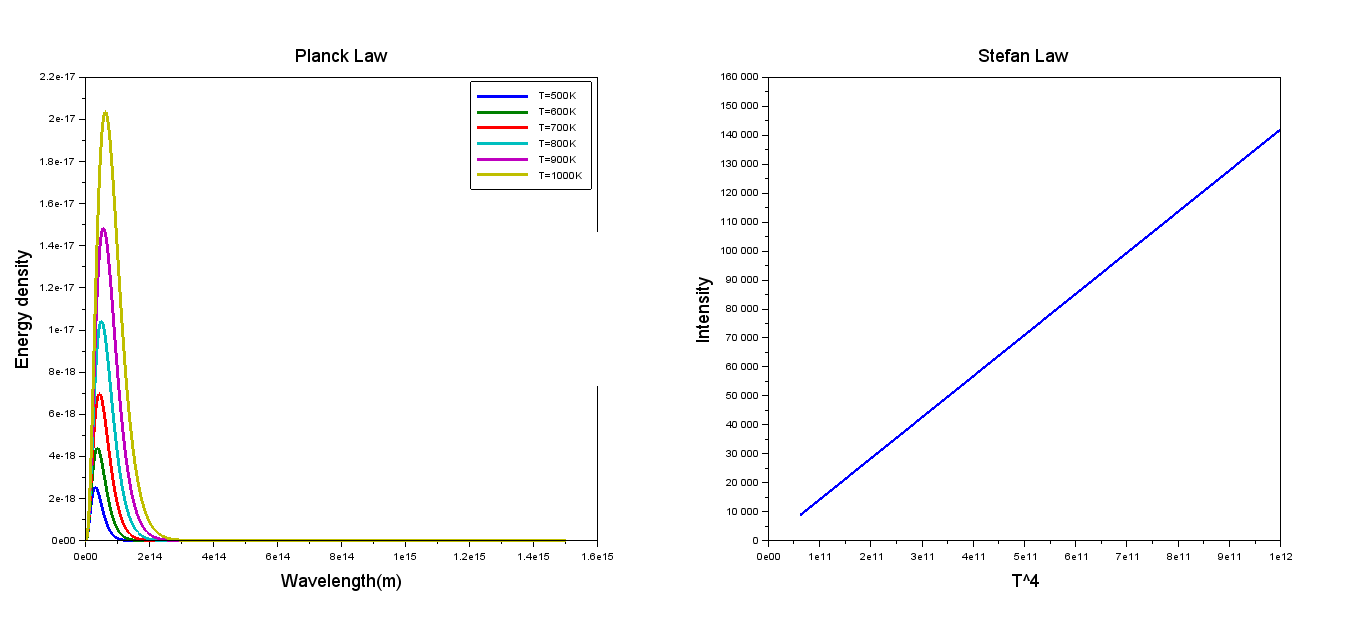 Planck Law
2.2e-17
2e-17
1.8e-17
1.6e-17
1.4e-17
1.2e-17
1e-17
8e-18
6e-18
4e-18
2e-18
0e00
Energy density
T=500K
T=600K
T=700K
T=800K
T=900K
T=1000K
0e00 2e14 4e14 6e14 8e14 1e15 1.2e15 1.4e15 1.6e15
Wavelength(m)
Stefan Law
160 000
150 000
140 000
130 000
120 000
110 000
100 000
90 000
80 000
70 000
60 000
50 000
40 000
30 000
20 000
10 000
0
Intensity
0e00 1e11 2e11 3e11 4e11 5e11 6e11 7e11 8e11 9e11 1e12
T^4